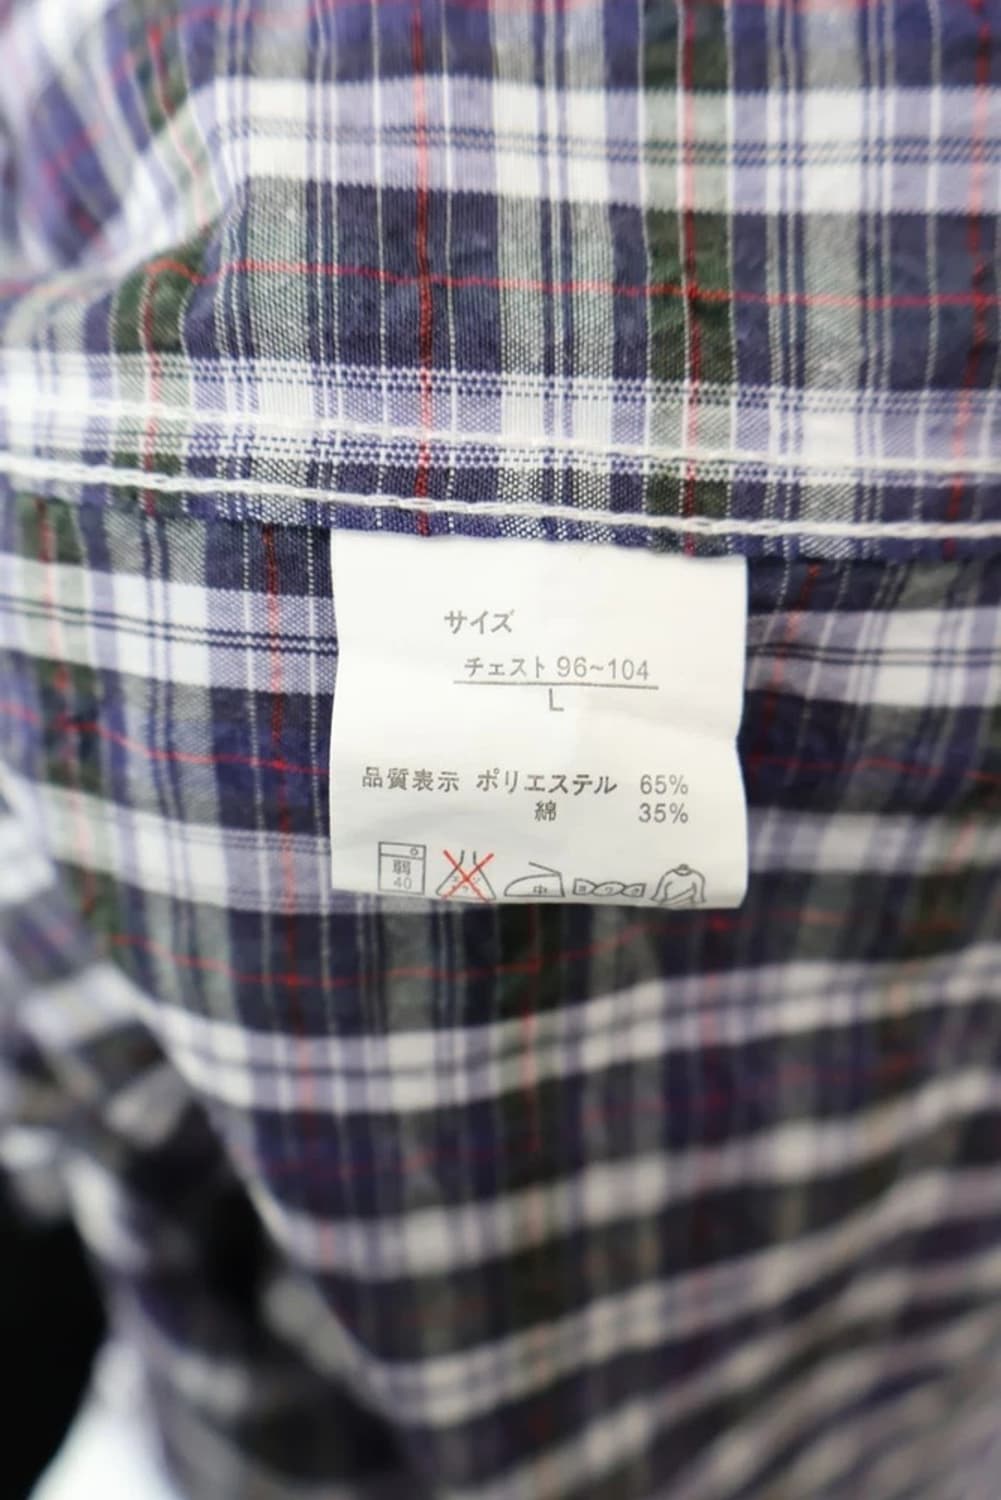 サイズ
チェスト 96~104
L
品質表示 ポリエステル 65%
綿 35%
弱
40
中